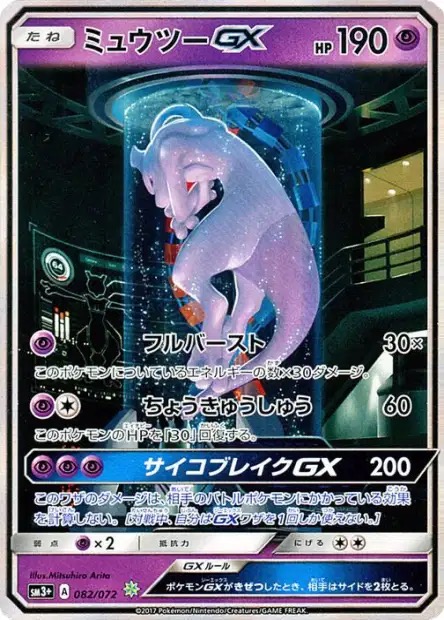 たね ミュウツーGX HP 190
64
フルバースト 30×
このポケモンについているエネルギーの数×30ダメージ。
ちょうきゅうしゅう 60
このポケモンのHPを「30」回復する。
サイコブレイクGX 200
このワザのダメージは、相手のバトルポケモンにかかっている効果
を計算しない。[対戦中、自分はGXワザを1回しか使えない。]
弱点 ×2 抵抗力 にげる
GXルール
Illus.Mitsuhiro Arita
ポケモンGXがきぜつしたとき、相手はサイドを2枚とる。
SM3+ A 082/072
©2017 Pokémon/Nintendo/Creatures/GAME FREAK.